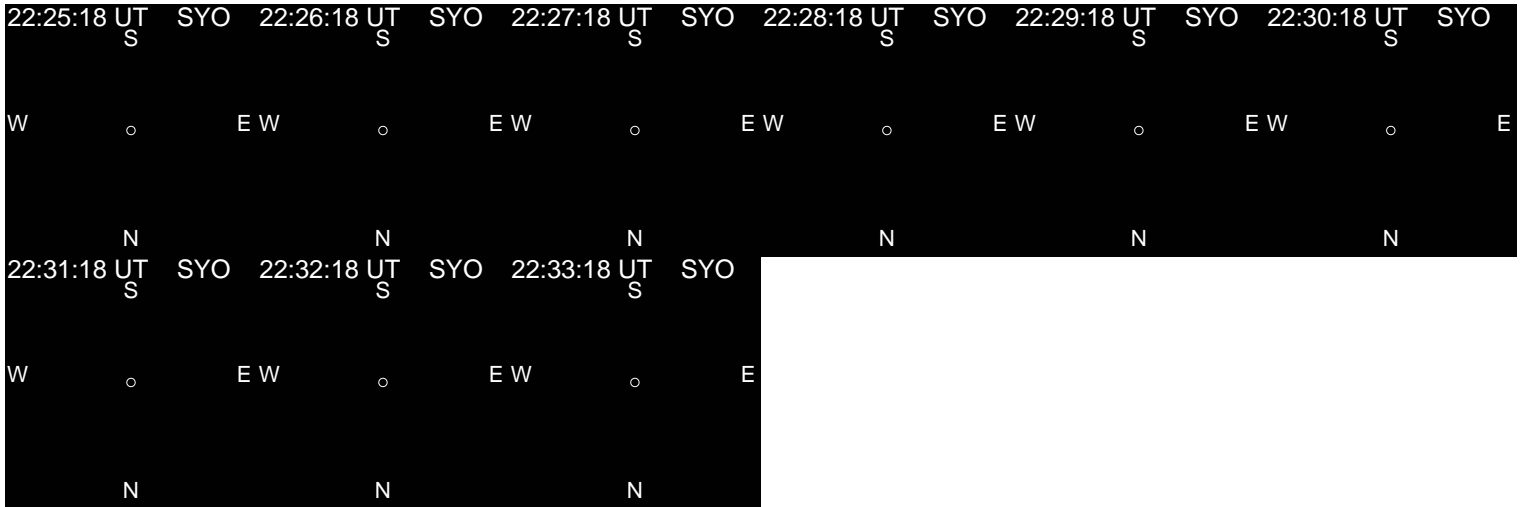 22:25:18 UT SYO 22:26:18 UT SYO 22:27:18 UT SYO 22:28:18 UT SYO 22:29:18 UT SYO 22:30:18 UT SYO
S S S S S S
W E W E W E W E W E W E
N N N N N N
22:31:18 UT SYO 22:32:18 UT SYO 22:33:18 UT SYO
S S S
W E W E W E
N N N